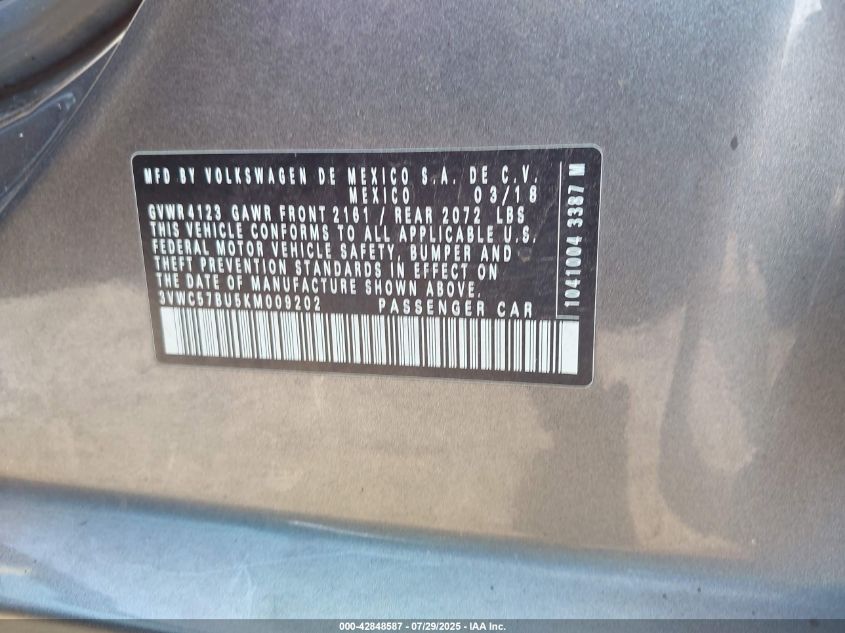 MFD BY VOLKSWAGEN DE MEXICO S.A. DE C.V.
MEXICO 03/18
GVWR 4123 GAWR FRONT 2161 / REAR 2072 LBS
THIS VEHICLE CONFORMS TO ALL APPLICABLE U.S.
FEDERAL MOTOR VEHICLE SAFETY, BUMPER AND
THEFT PREVENTION STANDARDS IN EFFECT ON
THE DATE OF MANUFACTURE SHOWN ABOVE.
3VWC57BU5KM009202 PASSENGER CAR
1041004 3387 M
000-42848587 - 07/29/2025 - IAA Inc.